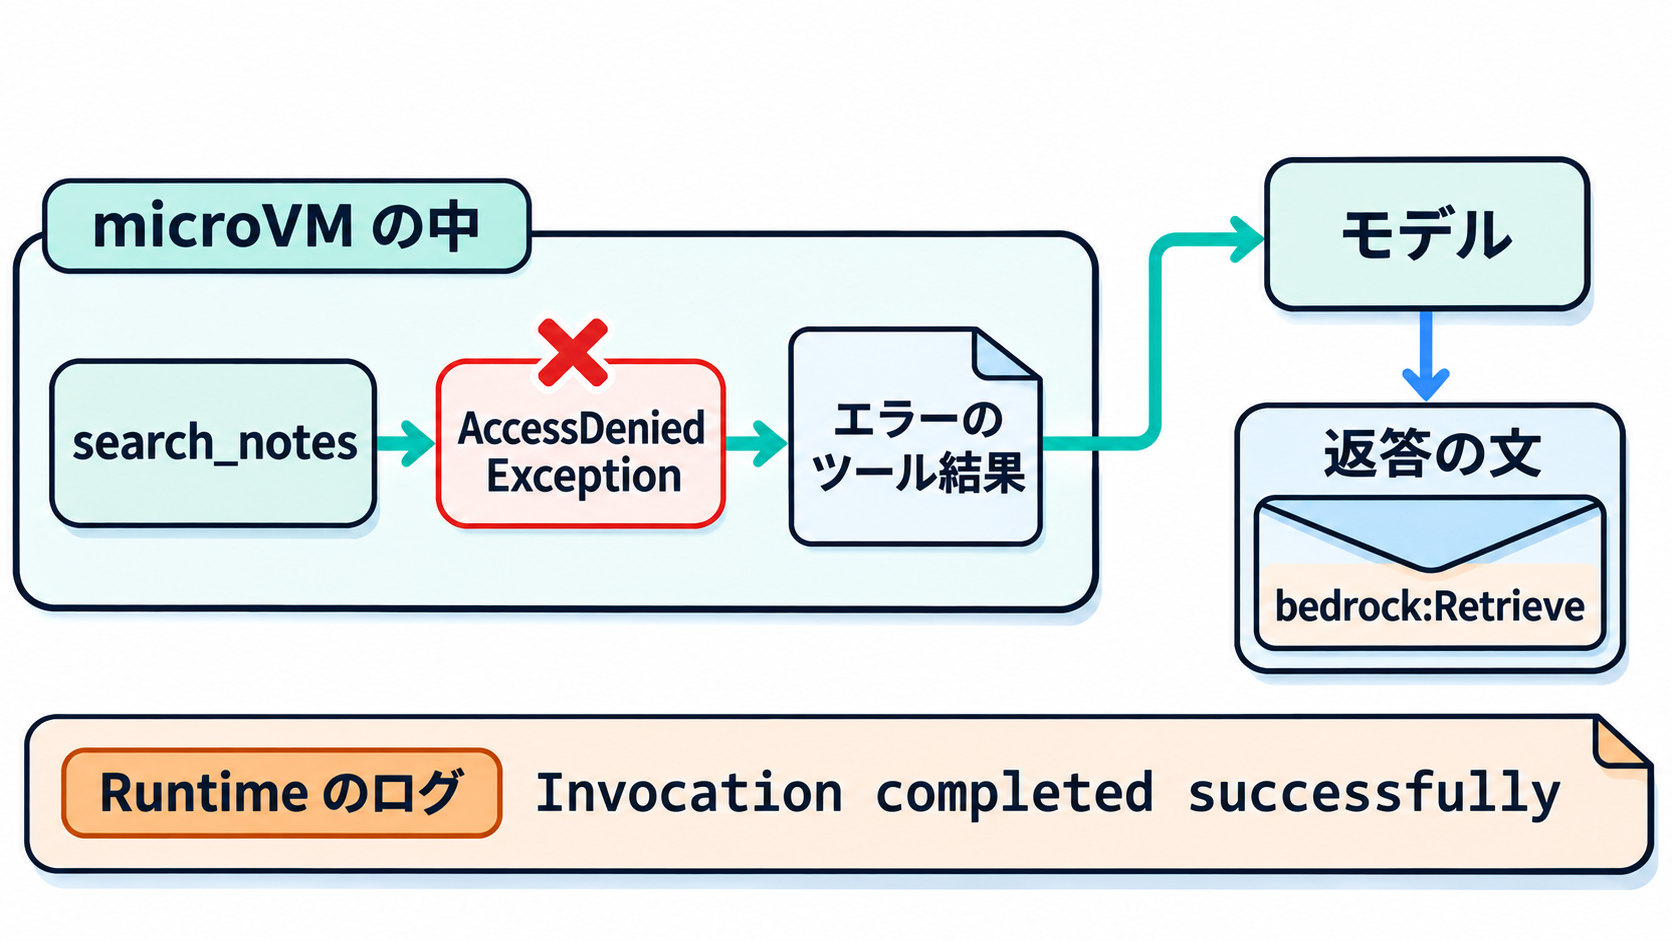 microVM の中
search_notes
AccessDenied
Exception
エラーの
ツール結果
モデル
返答の文
bedrock:Retrieve
Runtime のログ
Invocation completed successfully